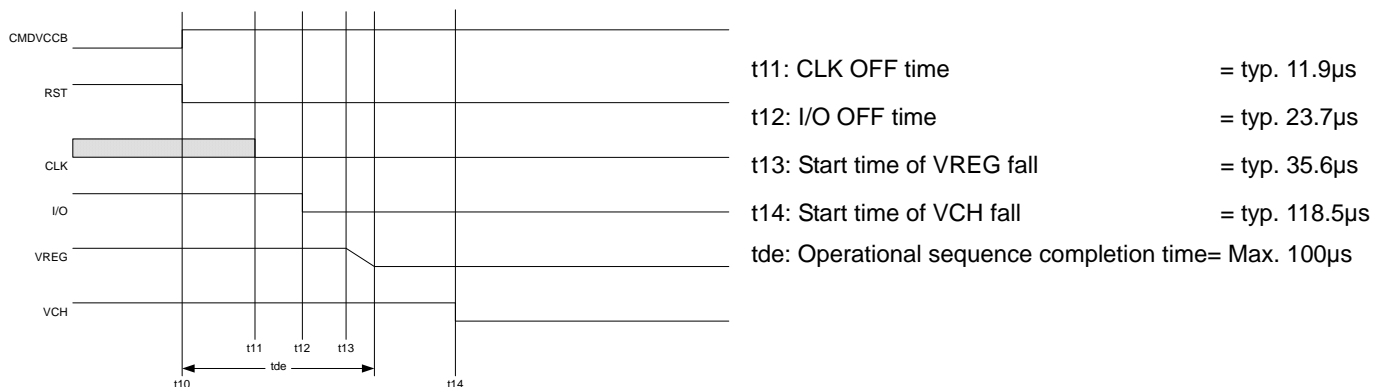 CMDVCCB
RST
CLK
I/O
VREG
VCH
t11 t12 t13
tde
t10 t14
t11: CLK OFF time = typ. 11.9µs
t12: I/O OFF time = typ. 23.7µs
t13: Start time of VREG fall = typ. 35.6µs
t14: Start time of VCH fall = typ. 118.5µs
tde: Operational sequence completion time= Max. 100µs